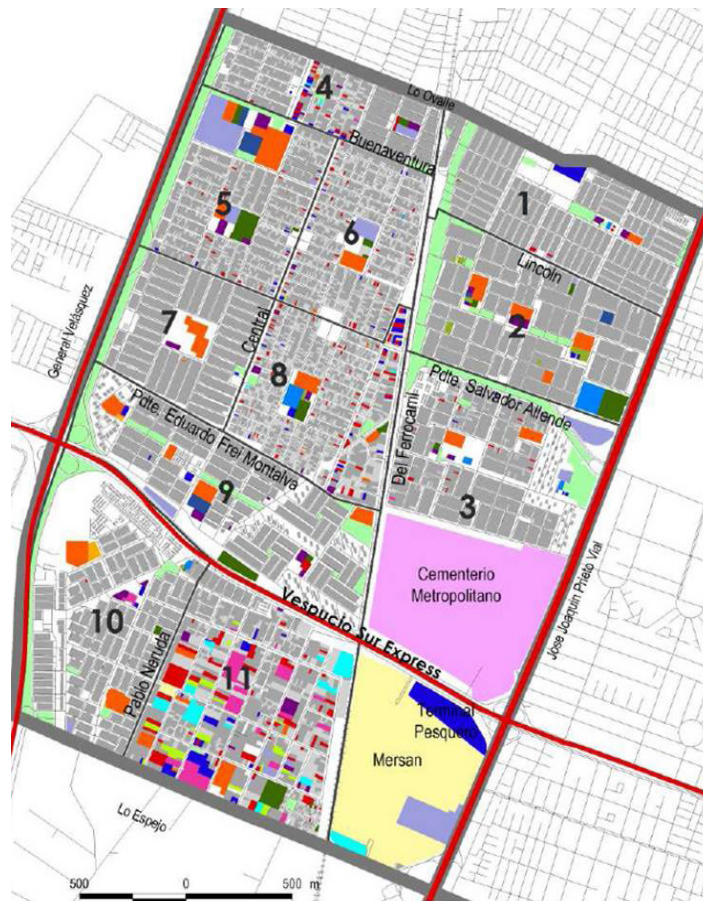 4
Lo Ovalle
Buenaventura
1
5
6
Lincoln
General Velásquez
7
Central
2
8
Pdte. Salvador Allende
Pdte. Eduardo Frei Montalva
Del Ferrocarril
9
3
Cementerio
Metropolitano
Jose Joaquin Prieto Vial
Vespucio Sur Express
10
Pablo Neruda
11
Terminal
Pesquero
Mersan
Lo Espejo
500 0 500 m